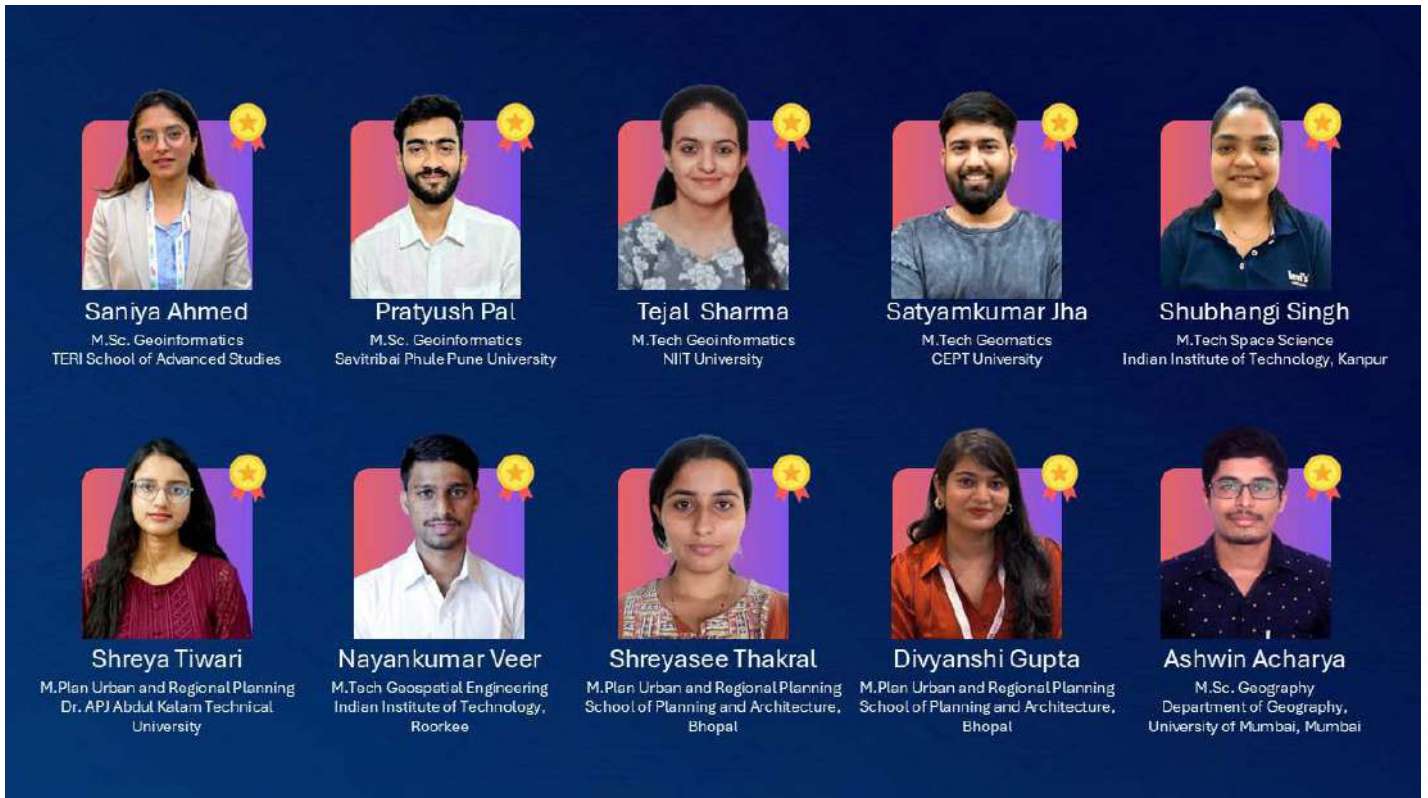 Saniya Ahmed
M.Sc. Geoinformatics
TERI School of Advanced Studies
Pratyush Pal
M.Sc. Geoinformatics
Savitribai Phule Pune University
Tejal Sharma
M.Tech Geoinformatics
NIIT University
Satyamkumar Jha
M.Tech Geomatics
CEPT University
Shubhangi Singh
M.Tech Space Science
Indian Institute of Technology, Kanpur
Shreya Tiwari
M.Plan Urban and Regional Planning
Dr. APJ Abdul Kalam Technical
University
Nayankumar Veer
M.Tech Geospatial Engineering
Indian Institute of Technology,
Roorkee
Shreyasee Thakral
M.Plan Urban and Regional Planning
School of Planning and Architecture,
Bhopal
Divyanshi Gupta
M.Plan Urban and Regional Planning
School of Planning and Architecture,
Bhopal
Ashwin Acharya
M.Sc. Geography
Department of Geography,
University of Mumbai, Mumbai